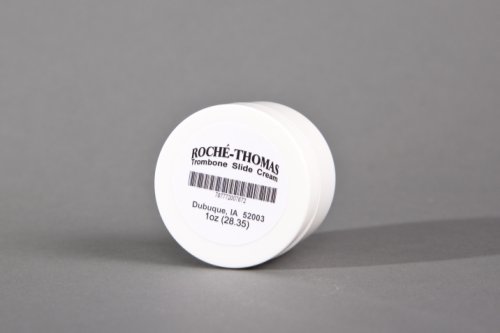 ROCHÉ-THOMAS
Trombone Slide Cream
Dubuque, IA 52003
1oz (28.35)